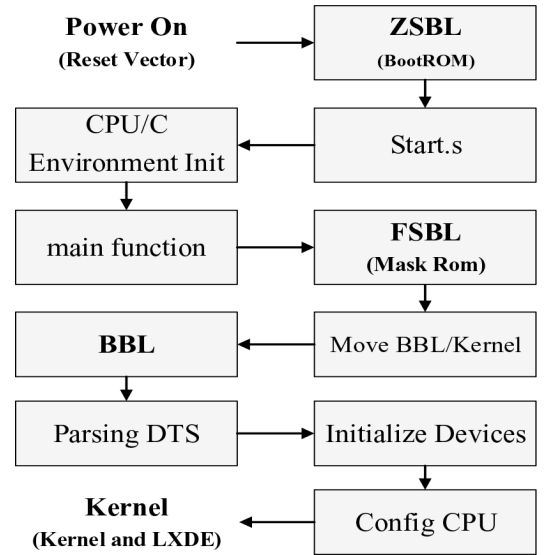 Power On
(Reset Vector)
ZSBL
(BootROM)
Start.s
CPU/C
Environment Init
main function
FSBL
(Mask Rom)
Move BBL/Kernel
BBL
Parsing DTS
Initialize Devices
Config CPU
Kernel
(Kernel and LXDE)